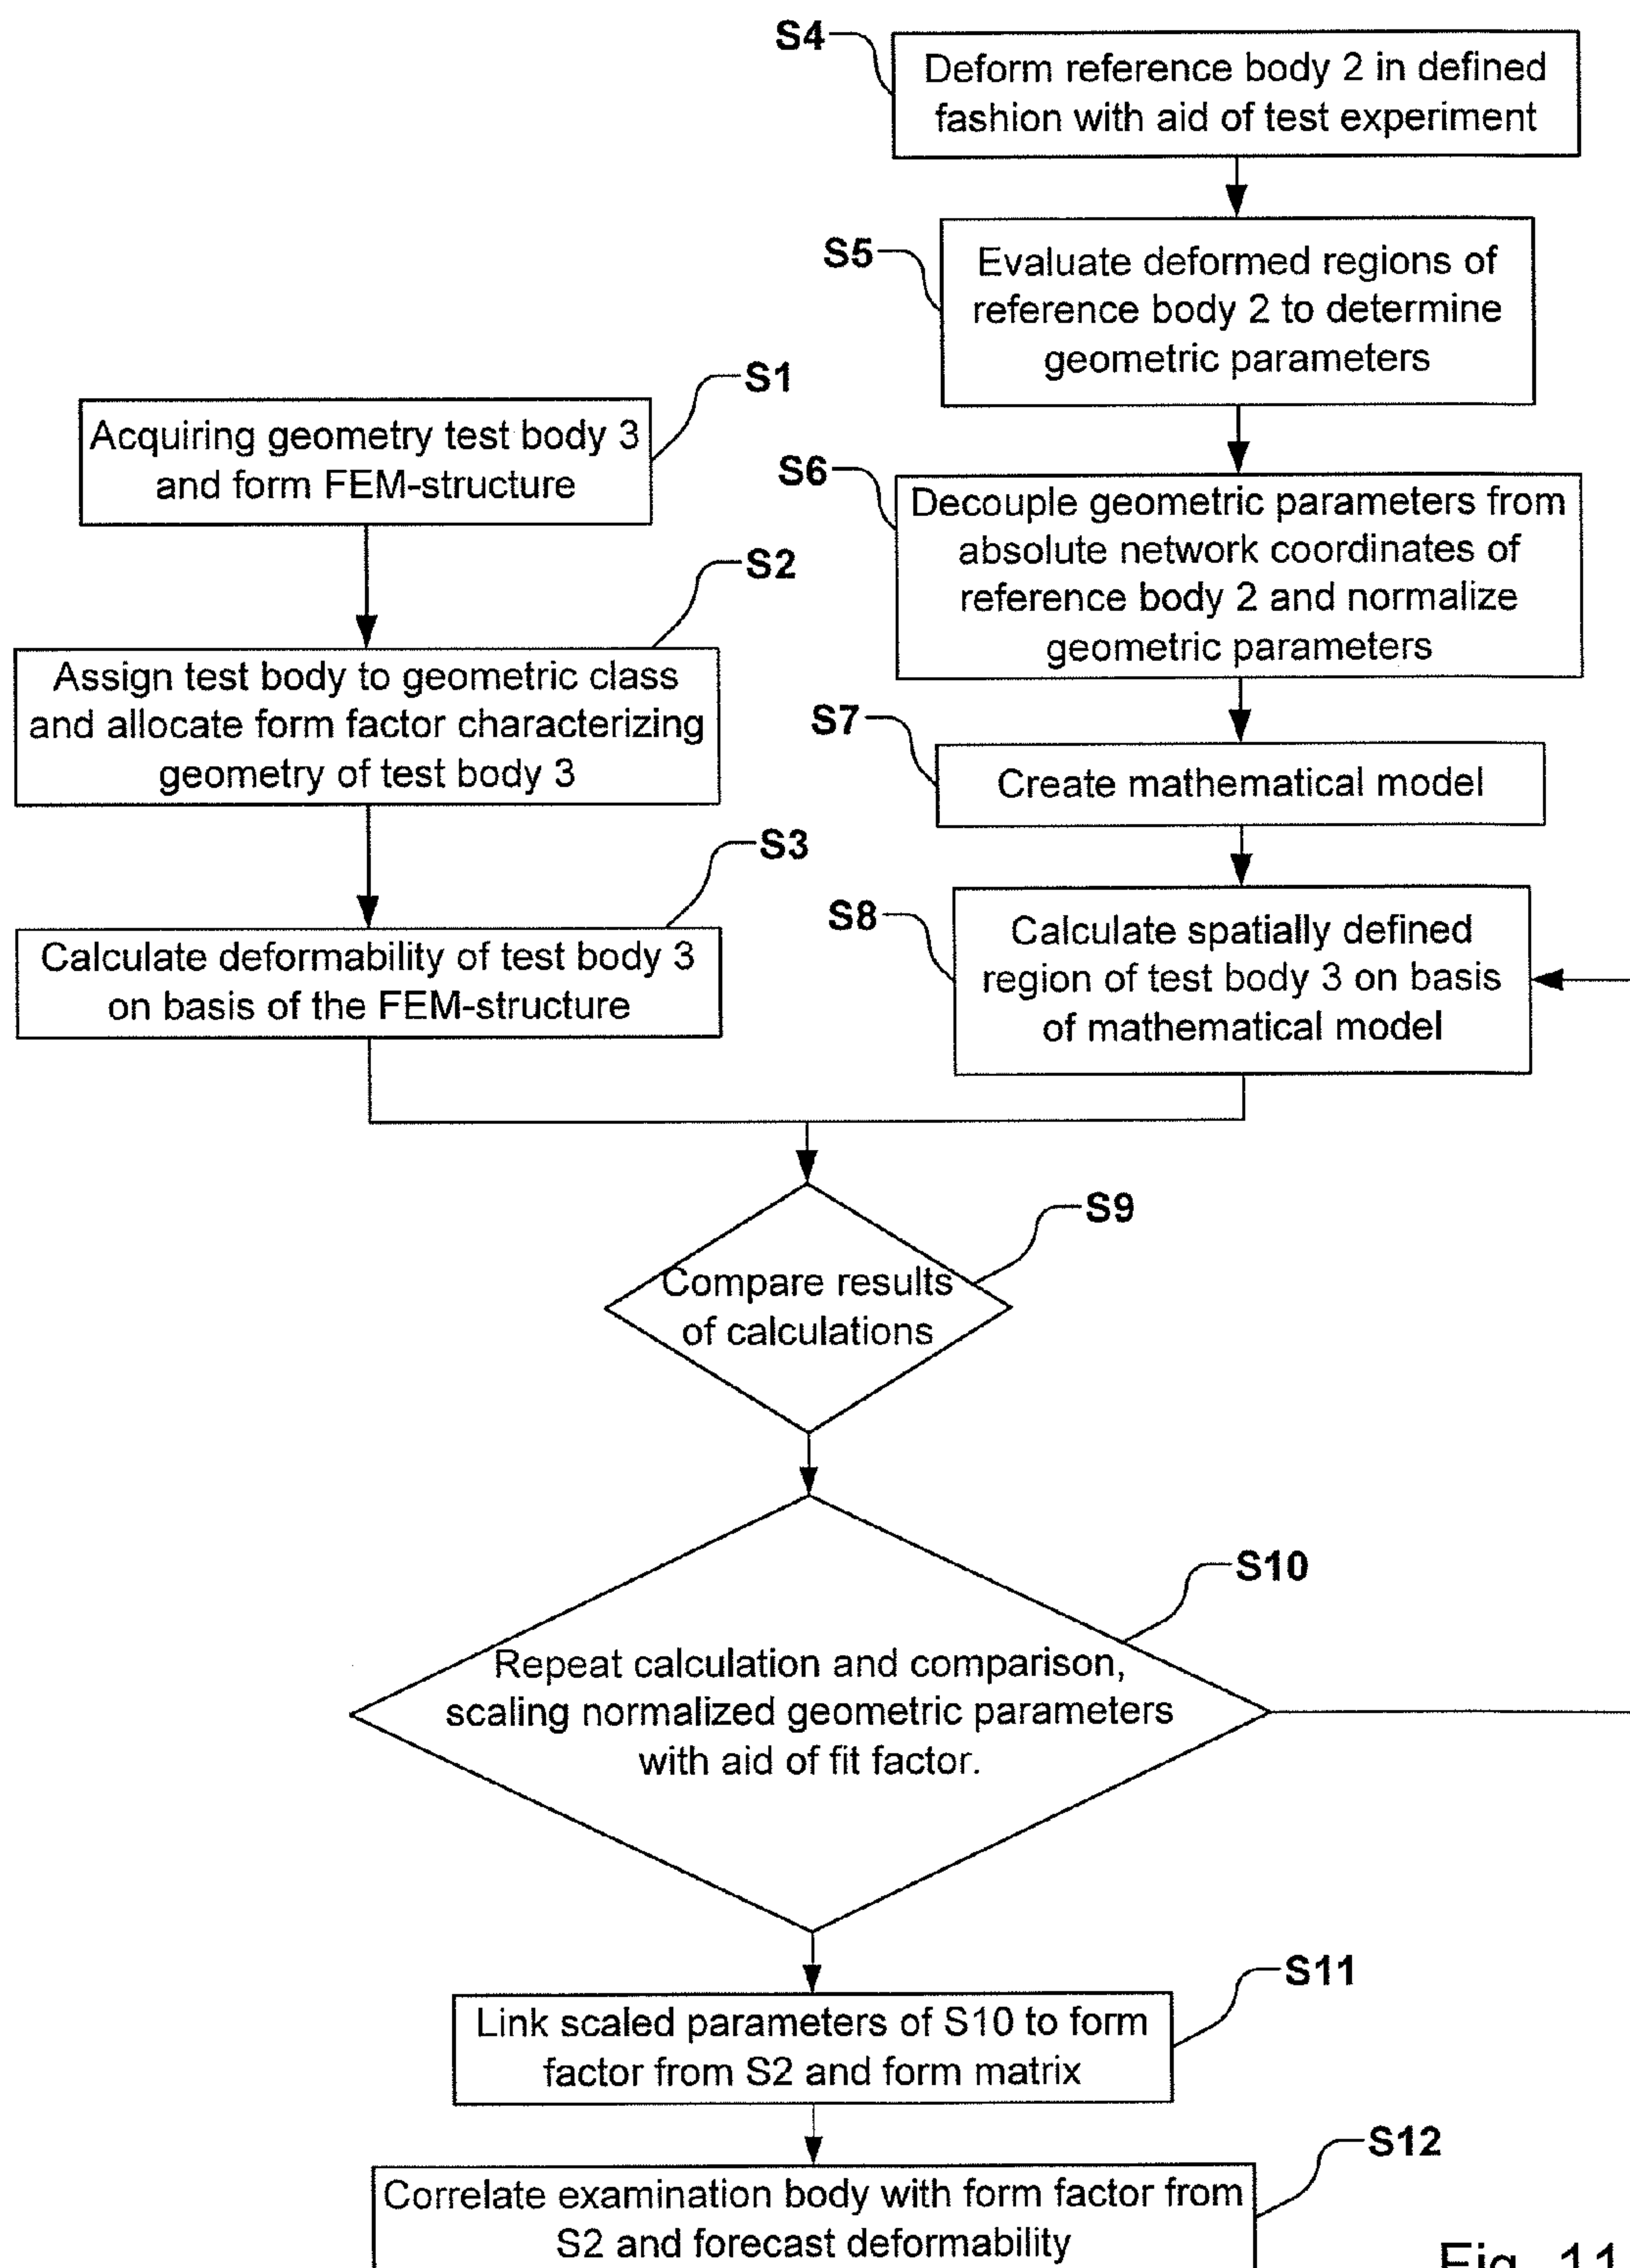 S4
Deform reference body 2 in defined
fashion with aid of test experiment
S5
Evaluate deformed regions of
reference body 2 to determine
geometric parameters
S1
Acquiring geometry test body 3
and form FEM-structure
S6
Decouple geometric parameters from
absolute network coordinates of
reference body 2 and normalize
geometric parameters
S2
Assign test body to geometric class
and allocate form factor characterizing
geometry of test body 3
S7
Create mathematical model
S3
Calculate deformability of test body 3
on basis of the FEM-structure
S8
Calculate spatially defined
region of test body 3 on basis
of mathematical model
S9
Compare results
of calculations
S10
Repeat calculation and comparison,
scaling normalized geometric parameters
with aid of fit factor.
S11
Link scaled parameters of S10 to form
factor from S2 and form matrix
S12
Correlate examination body with form factor from
S2 and forecast deformability
Fig. 11